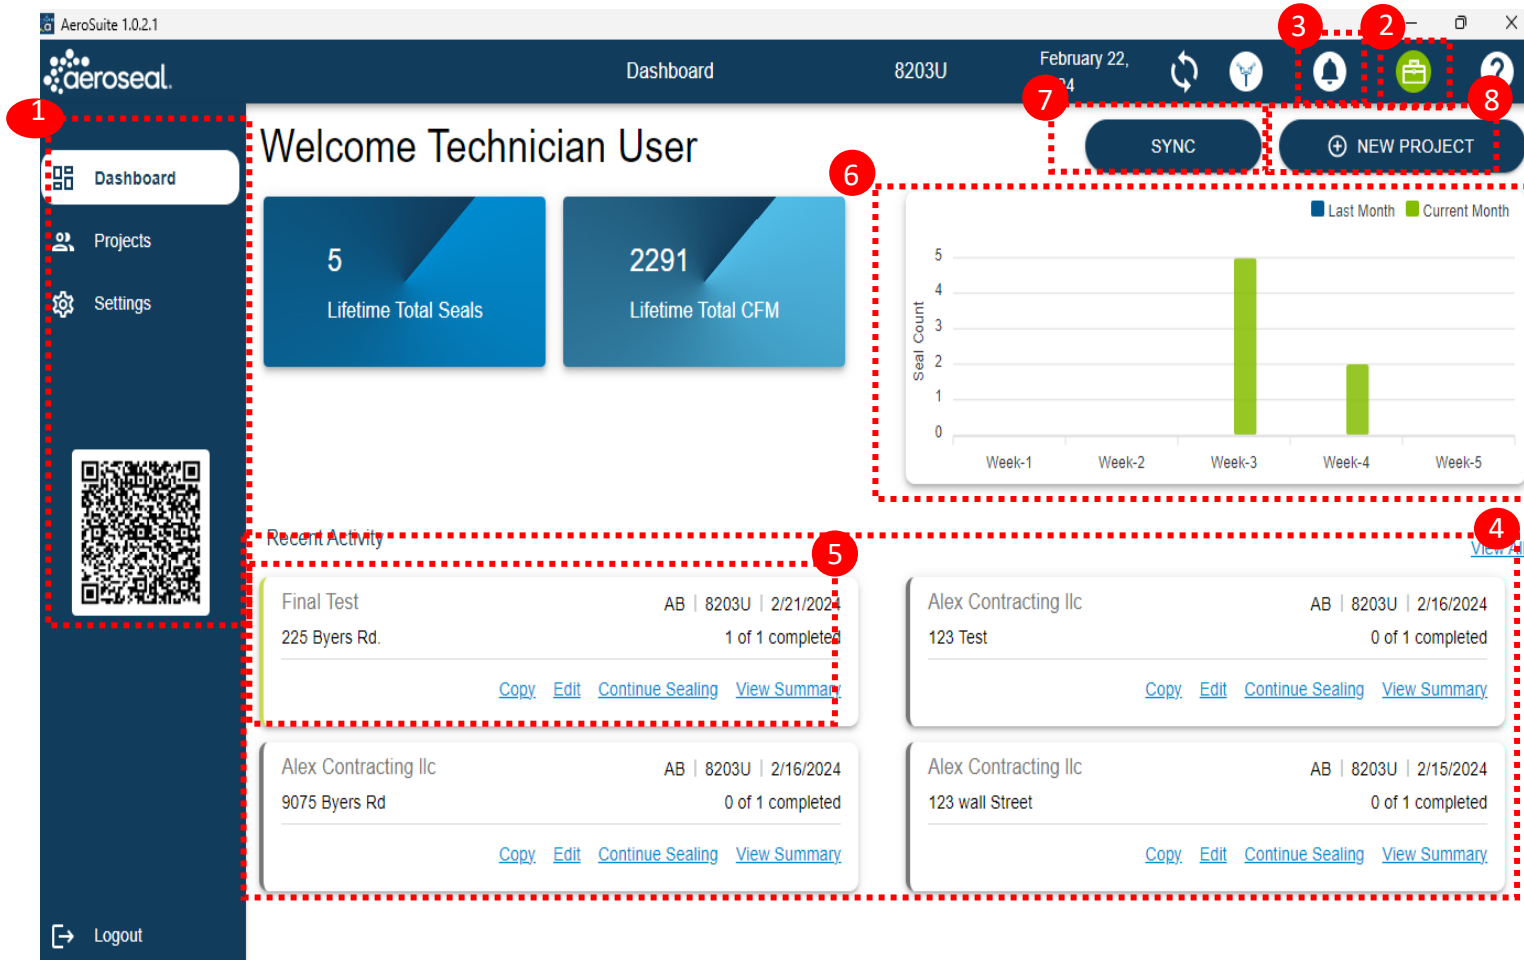 AeroSuite 1.0.2.1
3
2
aeroseal.
Dashboard
8203U
February 22,
1
7
8
Welcome Technician User
SYNC
NEW PROJECT
Dashboard
Projects
Settings
6
5
Lifetime Total Seals
2291
Lifetime Total CFM
Last Month
Current Month
Seal Count
5
4
3
2
1
0
Week-1
Week-2
Week-3
Week-4
Week-5
Recent Activity
4
View All
5
Final Test
AB | 8203U | 2/21/2024
225 Byers Rd.
1 of 1 completed
Copy Edit Continue Sealing View Summary
Alex Contracting llc
AB | 8203U | 2/16/2024
123 Test
0 of 1 completed
Copy Edit Continue Sealing View Summary
Alex Contracting llc
AB | 8203U | 2/16/2024
9075 Byers Rd
0 of 1 completed
Copy Edit Continue Sealing View Summary
Alex Contracting llc
AB | 8203U | 2/15/2024
123 wall Street
0 of 1 completed
Copy Edit Continue Sealing View Summary
Logout